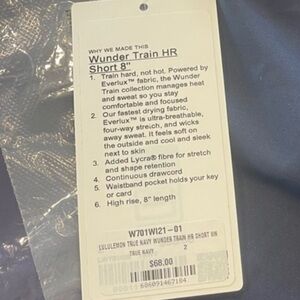 WHY WE MADE THIS
Wunder Train HR
Short 8"
1. Train hard, not hot. Powered by
Everlux™ fabric, the Wunder
Train collection manages heat
and sweat so you stay
comfortable and focused
2. Our fastest drying fabric,
Everlux™ is ultra-breathable,
four-way stretch, and wicks
away sweat. It feels soft on
the outside and cool and sleek
next to skin
3. Added Lycra® fibre for stretch
and shape retention
4. Continuous drawcord
5. Waistband pocket holds your key
or card
6. High rise, 8" length
W701WI21-01
LULULEMON TRUE NAVY WUNDER TRAIN HR SHORT 8IN
TRUE NAVY 2
$68.00